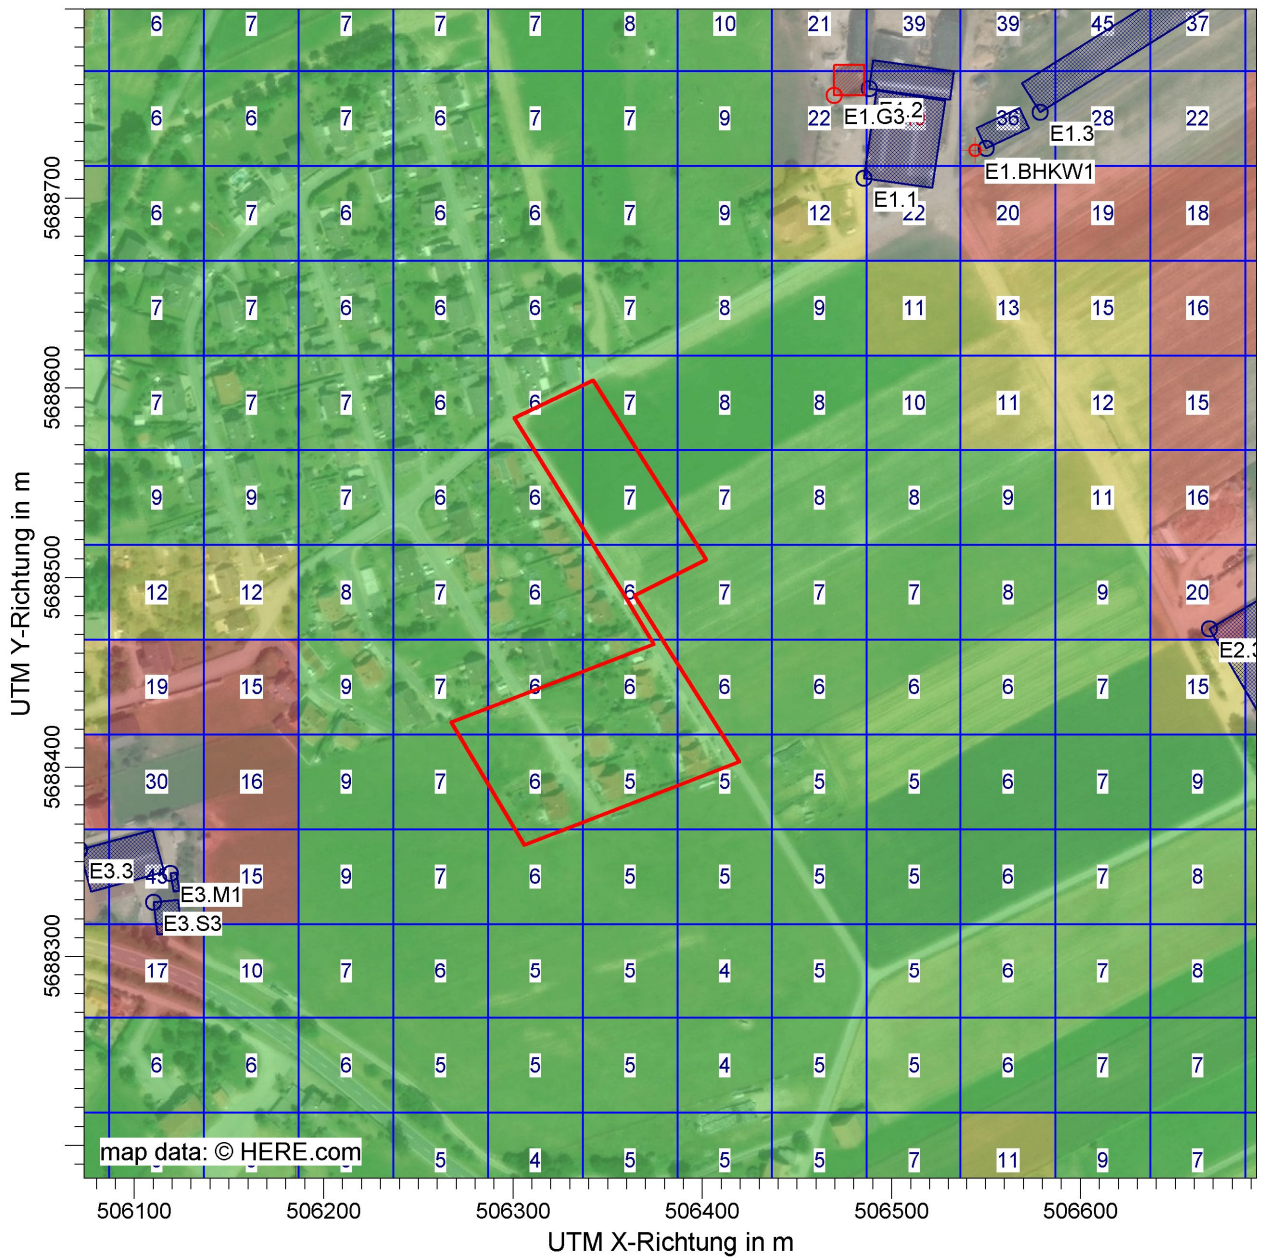 6 7 7 7 7 8 10 21 39 39 45 37
6 6 7 6 7 7 9 22 36 28 22
E1.G3 .2 E1.3
E1.BHKW1
6 7 6 6 6 7 9 12 22 20 19 18
E1.1
7 7 6 6 6 7 8 9 11 13 15 16
7 7 7 6 6 7 8 8 10 11 12 15
9 9 7 6 6 7 7 8 8 9 11 16
12 12 8 7 6 6 7 7 7 8 9 20
E2.3
19 15 9 7 6 6 6 6 6 6 7 15
30 16 9 7 6 5 5 5 5 6 7 9
E3.3 45 15 9 7 6 5 5 5 5 6 7 8
E3.M1
E3.S3
17 10 7 6 5 5 4 5 5 6 7 8
6 6 6 5 5 5 4 5 5 6 7 7
map data: © HERE.com
5 4 5 5 5 7 11 9 7
5688700
5688600
5688500
5688400
5688300
UTM Y-Richtung in m
506100 506200 506300 506400 506500 506600
UTM X-Richtung in m